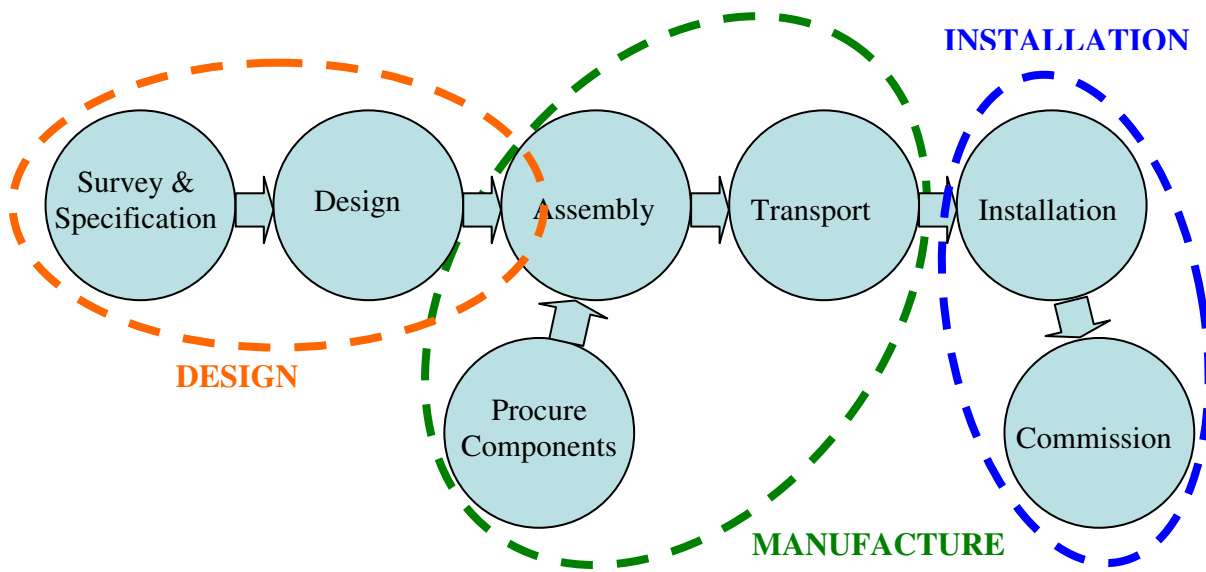 INSTALLATION
Survey &
Specification
Design
Assembly
Transport
Installation
DESIGN
Procure
Components
Commission
MANUFACTURE